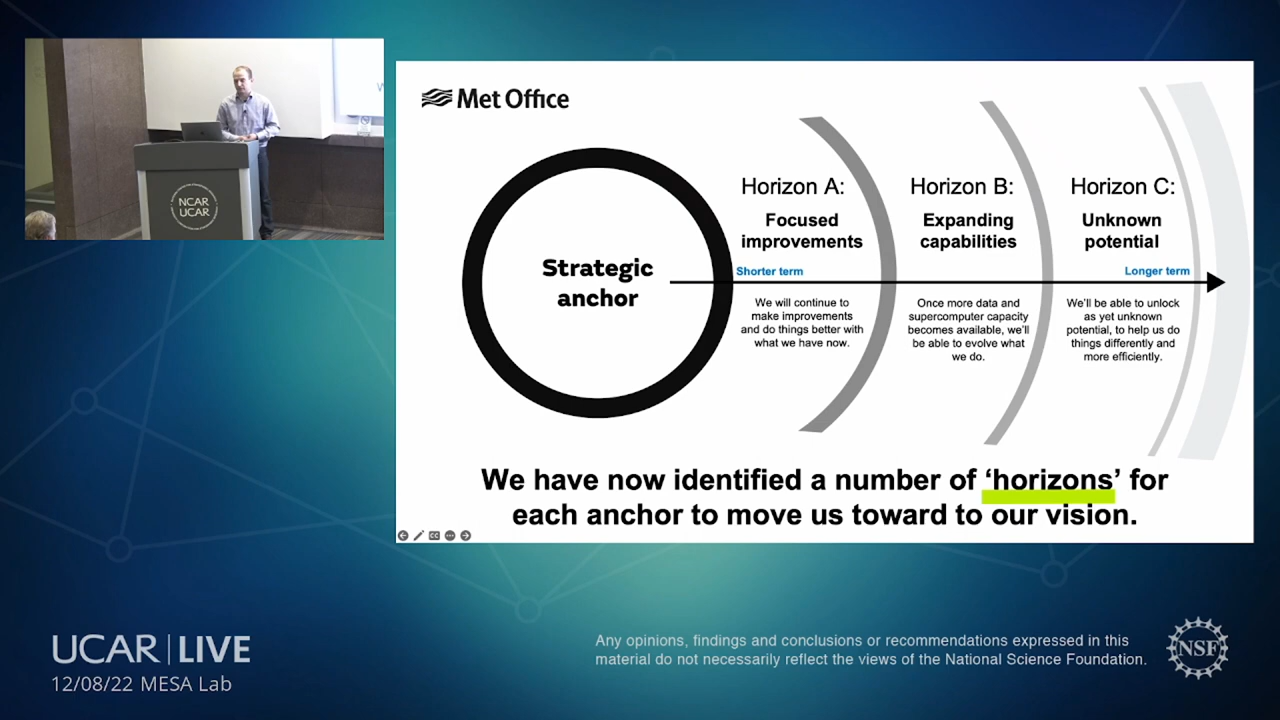 Met Office
W
NCAR
UCAR
Strategic
anchor
Horizon A:
Focused
improvements
Shorter term
We will continue to
make improvements
and do things better with
what we have now.
Horizon B:
Expanding
capabilities
Once more data and
supercomputer capacity
becomes available, we'll
be able to evolve what
we do.
Horizon C:
Unknown
potential
Longer term
We'll be able to unlock
as yet unknown
potential, to help us do
things differently and
more efficiently.
We have now identified a number of ‘horizons’ for
each anchor to move us toward to our vision.
UCAR | LIVE
12/08/22 MESA Lab
Any opinions, findings and conclusions or recommendations expressed in this
material do not necessarily reflect the views of the National Science Foundation.
NSF